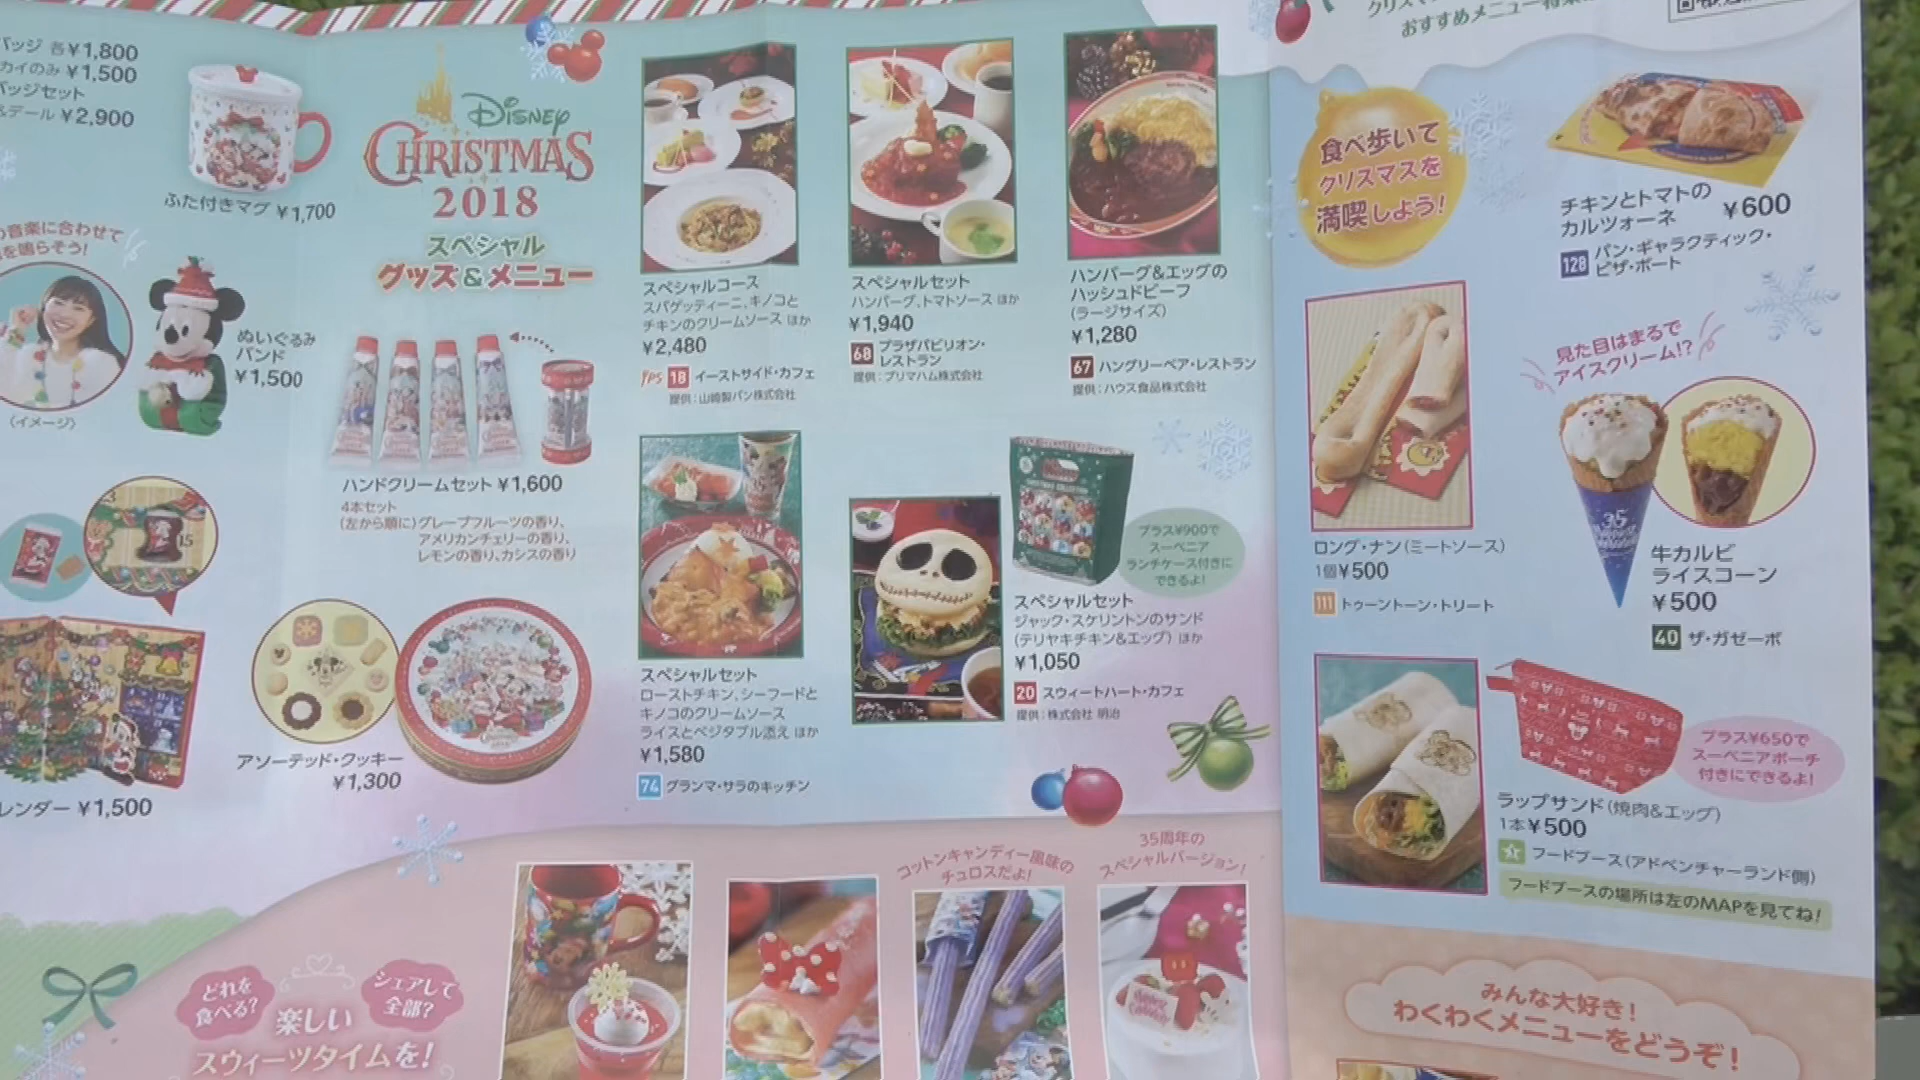 バッジ 各¥1,800
カイのみ ¥1,500
バッジセット
&デール ¥2,900
ふた付きマグ ¥1,700
の音楽に合わせて
を鳴らそう!
〈イメージ〉
ぬいぐるみ
バンド
¥1,500
レンダー ¥1,500
DISNEY
CHRISTMAS
2018
スペシャル
グッズ&メニュー
ハンドクリームセット ¥1,600
4本セット
(左から順に)グレープフルーツの香り、
アメリカンチェリーの香り、
レモンの香り、カシスの香り
アソーテッド・クッキー
¥1,300
スペシャルコース
スパゲッティーニ、キノコと
チキンのクリームソース ほか
¥2,480
18 イーストサイド・カフェ
提供:山崎製パン株式会社
スペシャルセット
ハンバーグ、トマトソース ほか
¥1,940
68 プラザパビリオン・
レストラン
提供:プリマハム株式会社
ハンバーグ&エッグの
ハッシュドビーフ
(ラージサイズ)
¥1,280
67 ハングリーベア・レストラン
提供:ハウス食品株式会社
スペシャルセット
ローストチキン、シーフードと
キノコのクリームソース
ライスとベジタブル添え ほか
¥1,580
74 グランマ・サラのキッチン
プラス¥900で
スーベニア
ランチケース付きに
できるよ!
スペシャルセット
ジャック・スケリントンのサンド
(テリヤキチキン&エッグ) ほか
¥1,050
20 スウィートハート・カフェ
提供:株式会社 明治
どれを
食べる?
シェアして
全部?
楽しい
スウィーツタイムを!
コットンキャンディー風味の
チュロスだよ!
35周年の
スペシャルバージョン!
おすすめメニュー特集
食べ歩いて
クリスマスを
満喫しよう!
チキンとトマトの
カルツォーネ ¥600
128 パン・ギャラクティック・
ピザ・ポート
見た目はまるで
アイスクリーム!?
ロング・ナン(ミートソース)
1個¥500
111 トゥーントーン・トリート
牛カルビ
ライスコーン
¥500
40 ザ・ガゼーボ
プラス¥650で
スーベニアポーチ
付きにできるよ!
ラップサンド(焼肉&エッグ)
1本¥500
フードブース(アドベンチャーランド側)
フードブースの場所は左のMAPを見てね!
みんな大好き!
わくわくメニューをどうぞ!